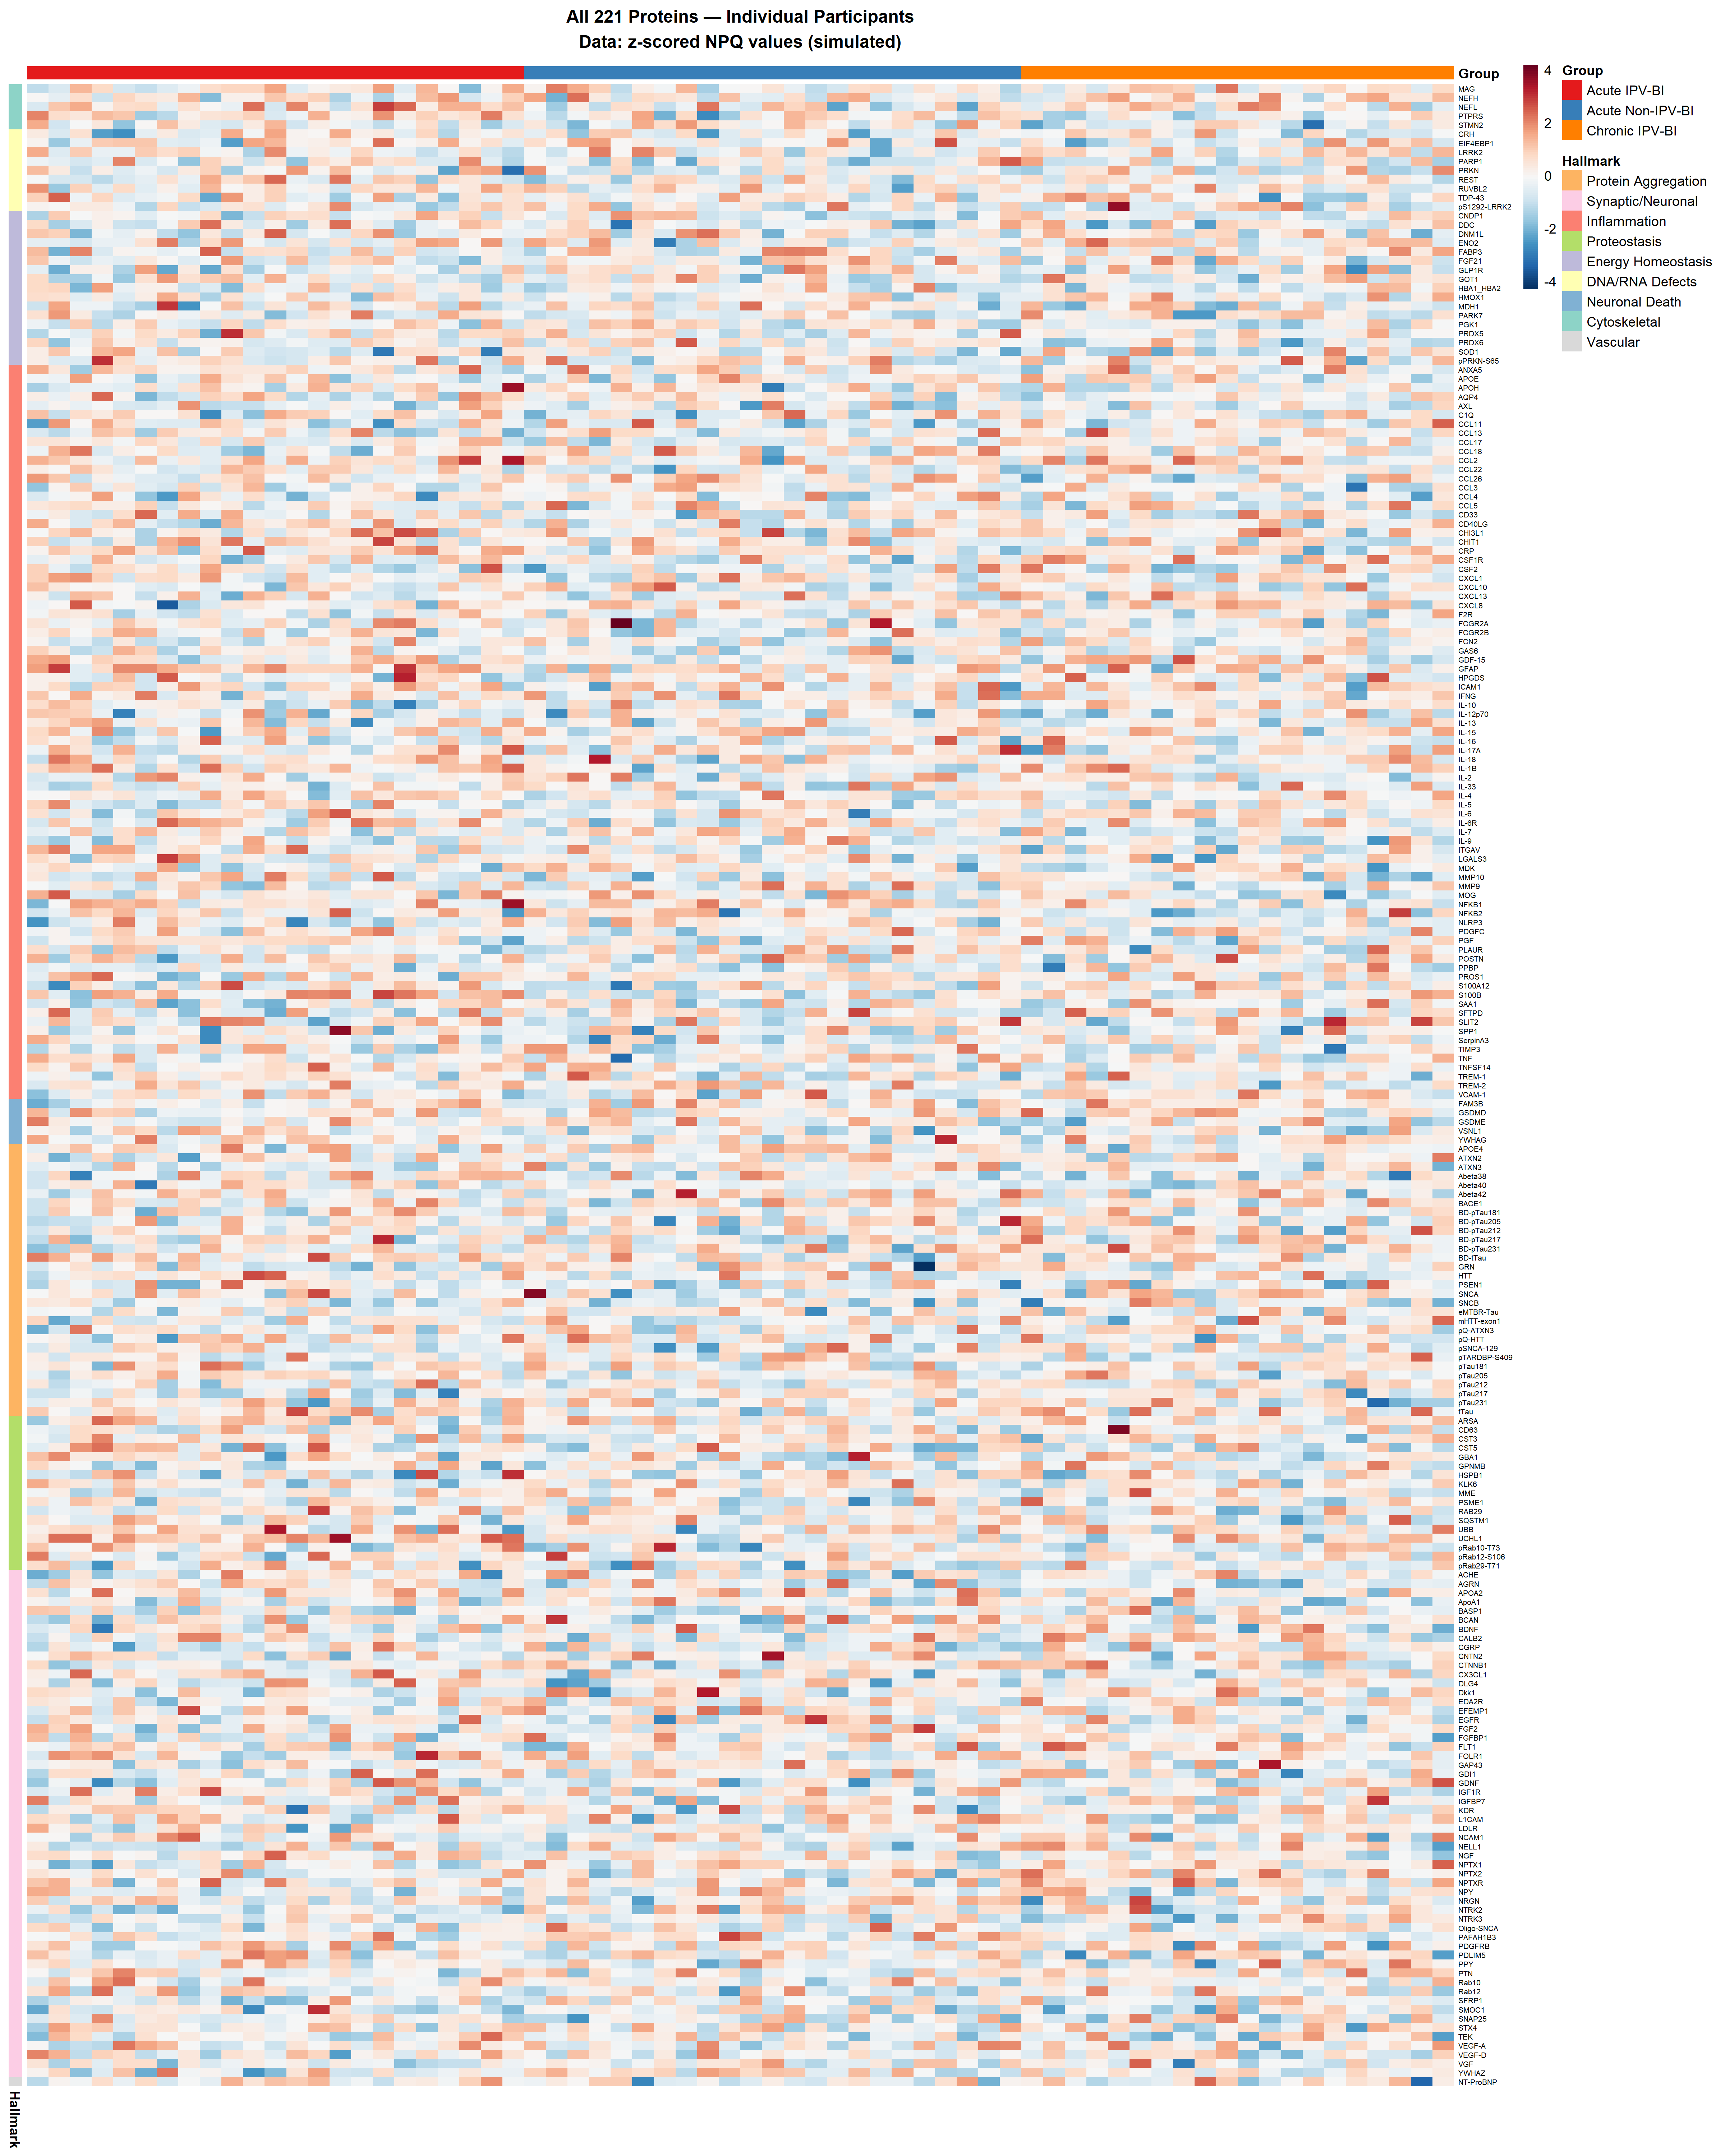 All 221 Proteins — Individual Participants
Data: z-scored NPQ values (simulated)
Group
MAG
NEFH
NEFL
PTPRS
STMN2
CRH
EIF4EBP1
LRRK2
PARP1
PRKN
REST
RUVBL2
TDP-43
pS1292-LRRK2
CNDP1
DDC
DNM1L
ENO2
FABP3
FGF21
GLP1R
GOT1
HBA1_HBA2
HMOX1
MDH1
PARK7
PGK1
PRDX5
PRDX6
SOD1
pPRKN-S65
ANXA5
APOE
APOH
AQP4
AXL
C1Q
CCL11
CCL13
CCL17
CCL18
CCL2
CCL22
CCL26
CCL3
CCL4
CCL5
CD33
CD40LG
CHI3L1
CHIT1
CRP
CSF1R
CSF2
CXCL1
CXCL10
CXCL13
CXCL8
F2R
FCGR2A
FCGR2B
FCN2
GAS6
GDF-15
GFAP
HPGDS
ICAM1
IFNG
IL-10
IL-12p70
IL-13
IL-15
IL-16
IL-17A
IL-18
IL-1B
IL-2
IL-33
IL-4
IL-5
IL-6
IL-6R
IL-7
IL-9
ITGAV
LGALS3
MDK
MMP10
MMP9
MOG
NFKB1
NFKB2
NLRP3
PDGFC
PGF
PLAUR
POSTN
PPBP
PROS1
S100A12
S100B
SAA1
SFTPD
SLIT2
SPP1
SerpinA3
TIMP3
TNF
TNFSF14
TREM-1
TREM-2
VCAM-1
FAM3B
GSDMD
GSDME
VSNL1
YWHAG
APOE4
ATXN2
ATXN3
Abeta38
Abeta40
Abeta42
BACE1
BD-pTau181
BD-pTau205
BD-pTau212
BD-pTau217
BD-pTau231
BD-tTau
GRN
HTT
PSEN1
SNCA
SNCB
eMTBR-Tau
mHTT-exon1
pQ-ATXN3
pQ-HTT
pSNCA-129
pTARDBP-S409
pTau181
pTau205
pTau212
pTau217
pTau231
tTau
ARSA
CD63
CST3
CST5
GBA1
GPNMB
HSPB1
KLK6
MME
PSME1
RAB29
SQSTM1
UBB
UCHL1
pRab10-T73
pRab12-S106
pRab29-T71
ACHE
AGRN
APOA2
ApoA1
BASP1
BCAN
BDNF
CALB2
CGRP
CNTN2
CTNNB1
CX3CL1
DLG4
Dkk1
EDA2R
EFEMP1
EGFR
FGF2
FGFBP1
FLT1
FOLR1
GAP43
GDI1
GDNF
IGF1R
IGFBP7
KDR
L1CAM
LDLR
NCAM1
NELL1
NGF
NPTX1
NPTX2
NPTXR
NPY
NRGN
NTRK2
NTRK3
Oligo-SNCA
PAFAH1B3
PDGFRB
PDLIM5
PPY
PTN
Rab10
Rab12
SFRP1
SMOC1
SNAP25
STX4
TEK
VEGF-A
VEGF-D
VGF
YWHAZ
NT-ProBNP
Hallmark
4
2
0
-2
-4
Group
Acute IPV-BI
Acute Non-IPV-BI
Chronic IPV-BI
Hallmark
Protein Aggregation
Synaptic/Neuronal
Inflammation
Proteostasis
Energy Homeostasis
DNA/RNA Defects
Neuronal Death
Cytoskeletal
Vascular